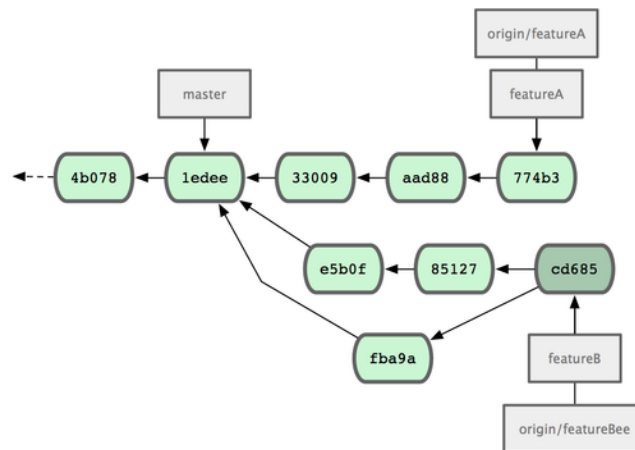 origin/featureA
master
featureA
4b078
1edee
33009
aad88
774b3
e5b0f
85127
cd685
fba9a
featureB
origin/featureBee